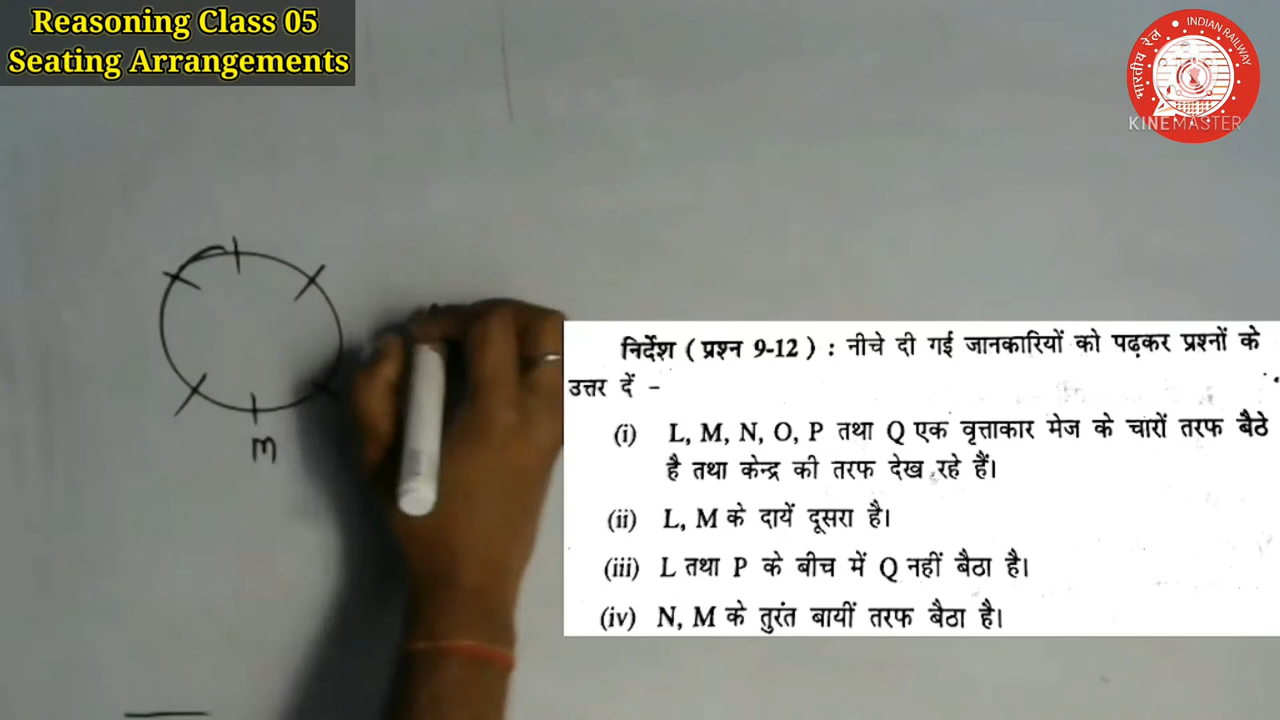 Reasoning Class 05
Seating Arrangements
भारतीय रेल INDIAN RAILWAY
KINEMASTER
m
निर्देश ( प्रश्न 9-12 ) : नीचे दी गई जानकारियों को पढ़कर प्रश्नों के
उत्तर दें -
(i) L, M, N, O, P तथा Q एक वृत्ताकार मेज के चारों तरफ बैठे
है तथा केन्द्र की तरफ देख रहे हैं।
(ii) L, M के दायें दूसरा है।
(iii) L तथा P के बीच में Q नहीं बैठा है।
(iv) N, M के तुरंत बायीं तरफ बैठा है।